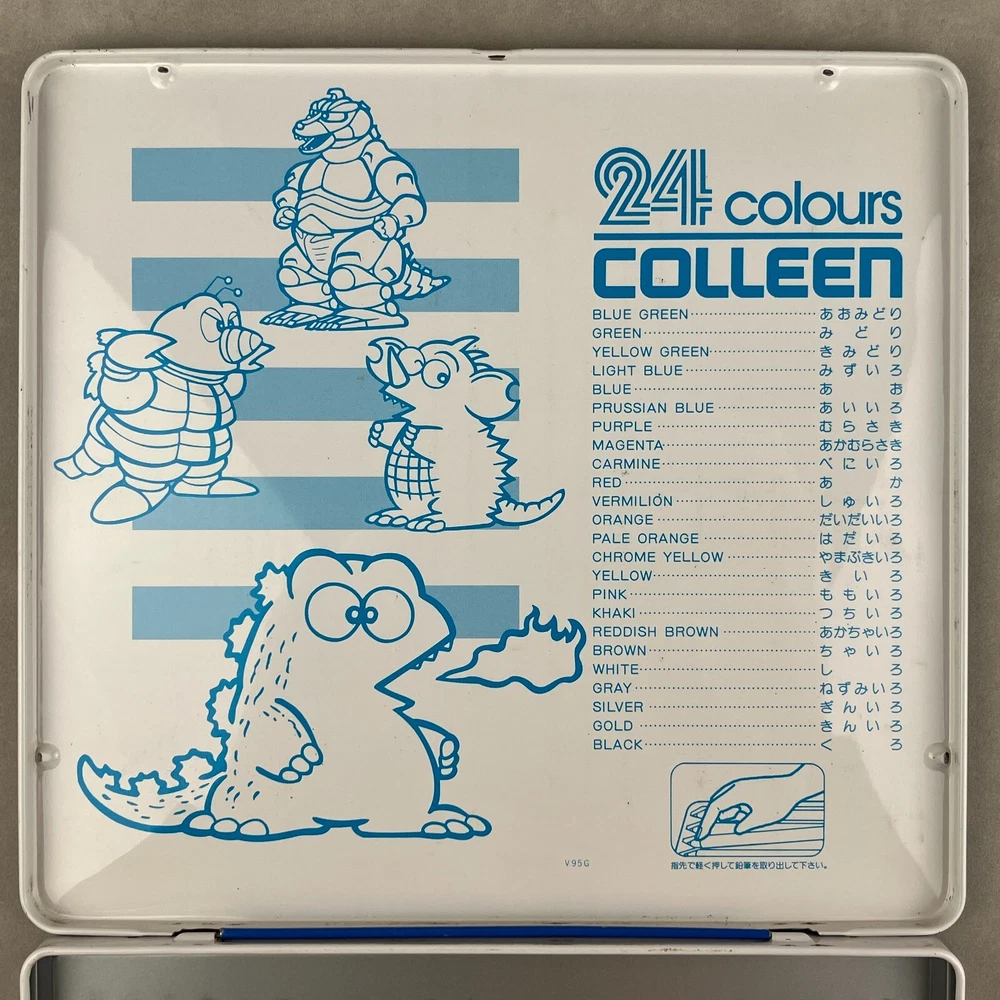 24 colours
COLLEEN
BLUE GREEN あおみどり
GREEN みどり
YELLOW GREEN きみどり
LIGHT BLUE みずいろ
BLUE あお
PRUSSIAN BLUE あいいろ
PURPLE むらさき
MAGENTA あかむらさき
CARMINE べにいろ
RED あか
VERMILION しゅいろ
ORANGE だいだいいろ
PALE ORANGE はだいろ
CHROME YELLOW やまぶきいろ
YELLOW きいろ
PINK ももいろ
KHAKI つちいろ
REDDISH BROWN あかちゃいろ
BROWN ちゃいろ
WHITE しろ
GRAY ねずみいろ
SILVER ぎんいろ
GOLD きんいろ
BLACK くろ
V95G
指先で軽く押して鉛筆を取り出して下さい。